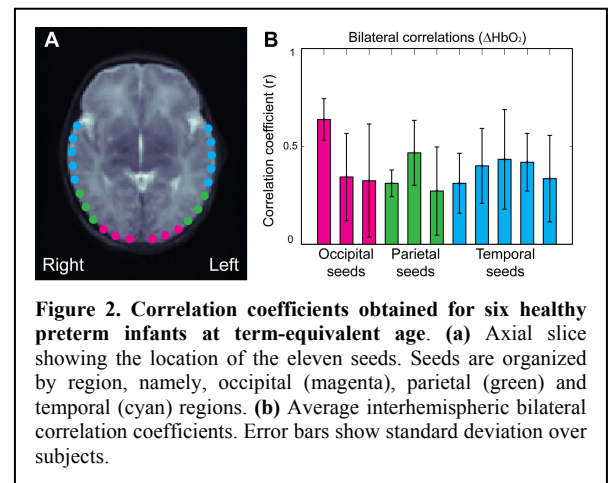 A
B
Bilateral correlations (ΔHbO₂)
Correlation coefficient (r)
1
0.5
0
Right
Left
Occipital seeds
Parietal seeds
Temporal seeds
Figure 2. Correlation coefficients obtained for six healthy
preterm infants at term-equivalent age. (a) Axial slice
showing the location of the eleven seeds. Seeds are organized
by region, namely, occipital (magenta), parietal (green) and
temporal (cyan) regions. (b) Average interhemispheric bilateral
correlation coefficients. Error bars show standard deviation over
subjects.